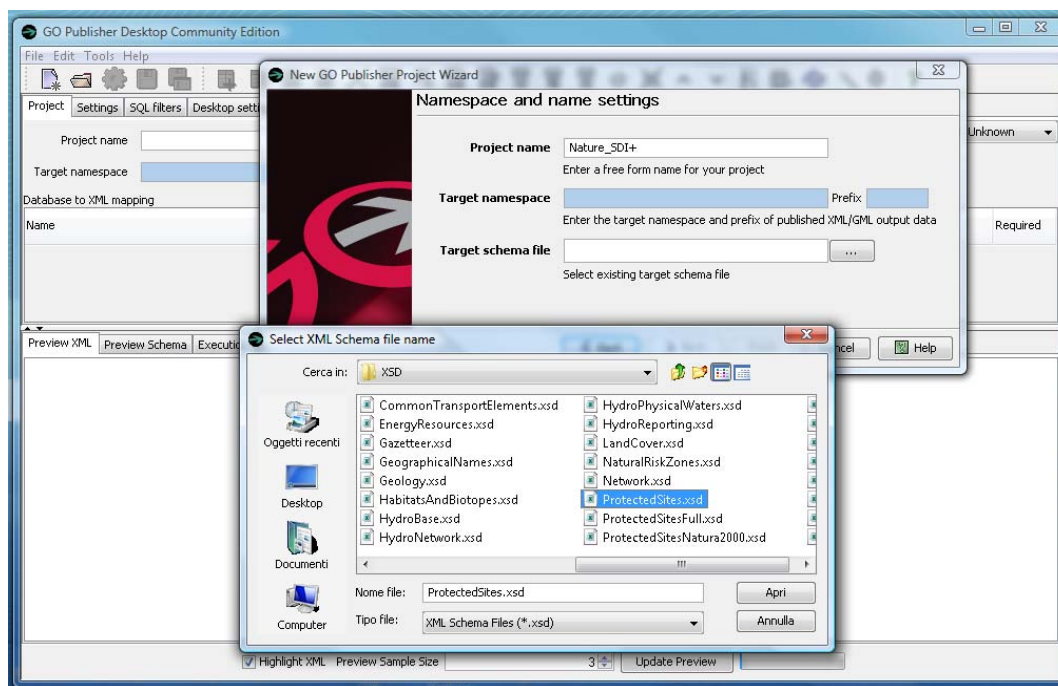 GO Publisher Desktop Community Edition
File Edit Tools Help
New GO Publisher Project Wizard
Project Settings SQL filters Desktop setti
Unknown
Project name
Target namespace
Database to XML mapping
Name
Required
Namespace and name settings
Project name Nature_SDI+
Enter a free form name for your project
Target namespace Prefix
Enter the target namespace and prefix of published XML/GML output data
Target schema file ...
Select existing target schema file
Help
Preview XML Preview Schema
Select XML Schema file name
Cerca in: XSD
Oggetti recenti
Desktop
Documenti
Computer
CommonTransportElements.xsd
EnergyResources.xsd
Gazetteer.xsd
GeographicalNames.xsd
Geology.xsd
HabitatsAndBiotopes.xsd
HydroBase.xsd
HydroNetwork.xsd
HydroPhysicalWaters.xsd
HydroReporting.xsd
LandCover.xsd
NaturalRiskZones.xsd
Network.xsd
ProtectedSites.xsd
ProtectedSitesFull.xsd
ProtectedSitesNatura2000.xsd
Nome file: ProtectedSites.xsd Apri
Tipo file: XML Schema Files (*.xsd) Annulla
Highlight XML Preview Sample Size 3 Update Preview